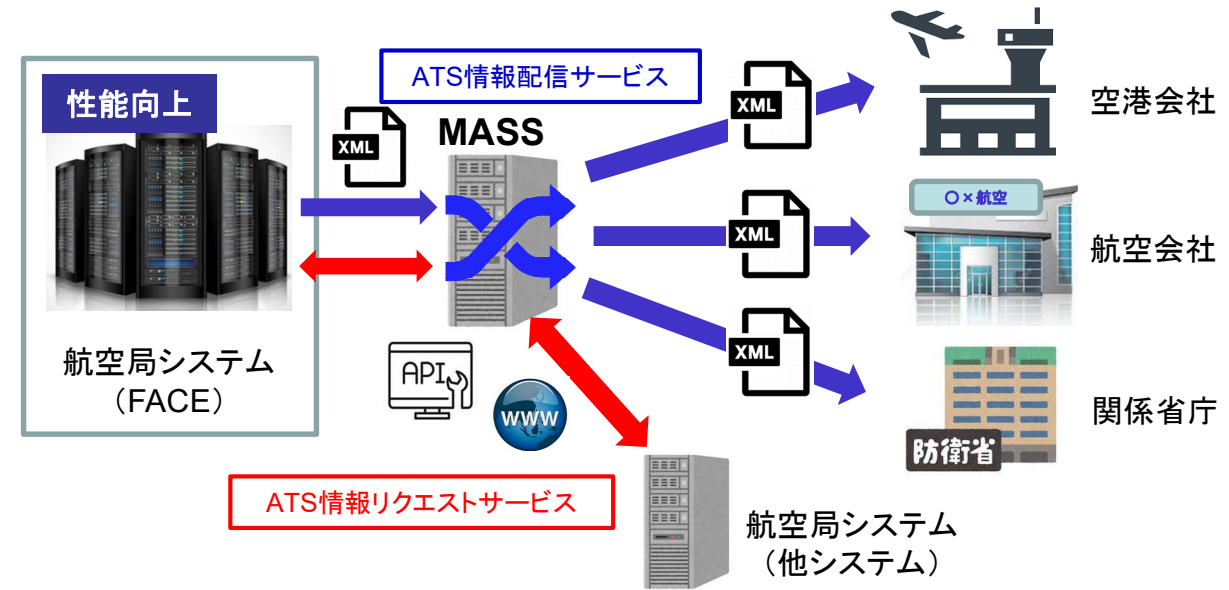 ATS情報配信サービス
性能向上
XML
MASS
XML
空港会社
〇×航空
XML
航空会社
航空局システム
（FACE）
API
www
XML
関係省庁
防衛省
ATS情報リクエストサービス
航空局システム
（他システム）